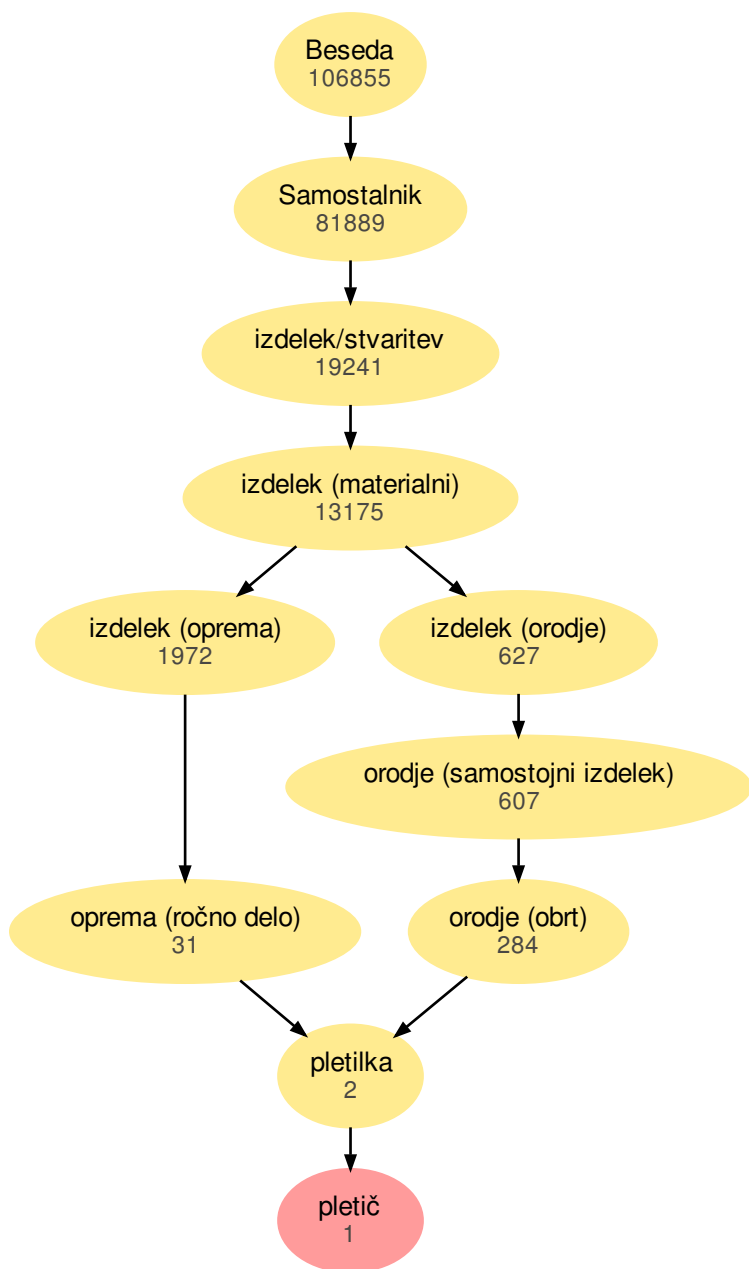 Beseda
106855
Samostalnik
81889
izdelek/stvaritev
19241
izdelek (materialni)
13175
izdelek (oprema)
1972
izdelek (orodje)
627
orodje (samostojni izdelek)
607
oprema (ročno delo)
31
orodje (obrt)
284
pletilka
2
pletič
1